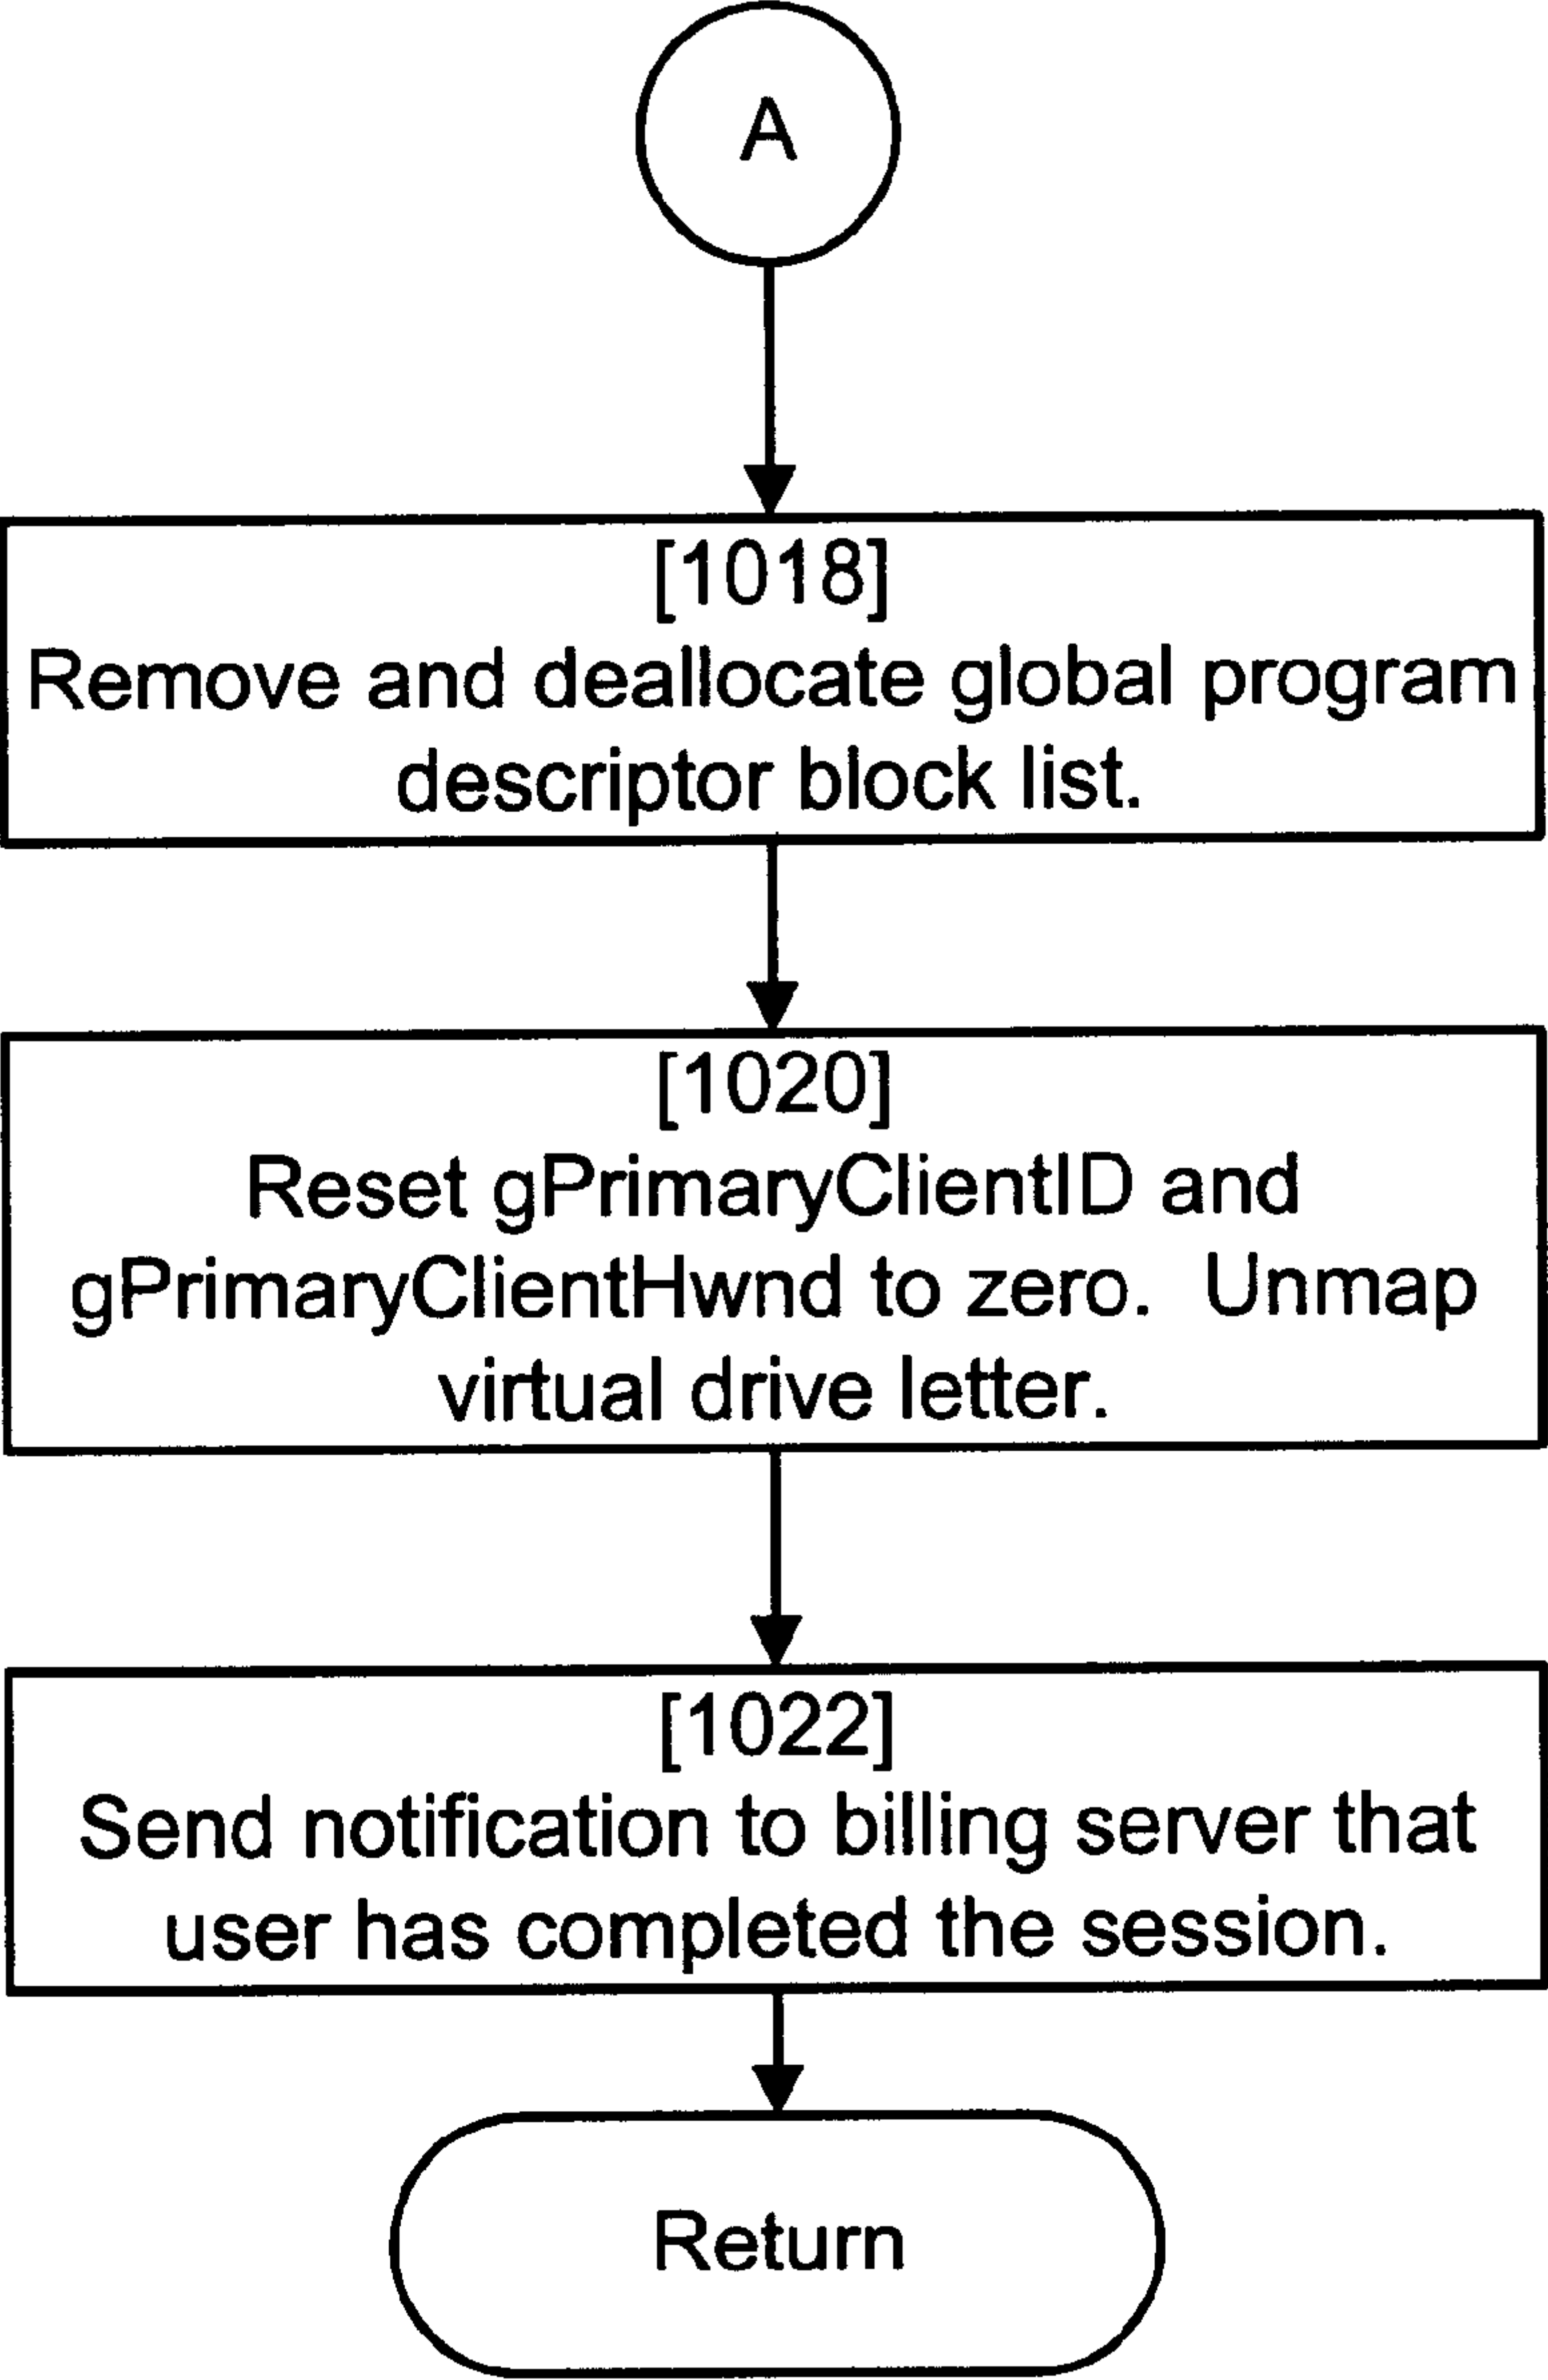 A
[1018]
Remove and deallocate global program
descriptor block list.
[1020]
Reset gPrimaryClientID and
gPrimaryClientHwnd to zero.  Unmap
virtual drive letter.
[1022]
Send notification to billing server that
user has completed the session.
Return